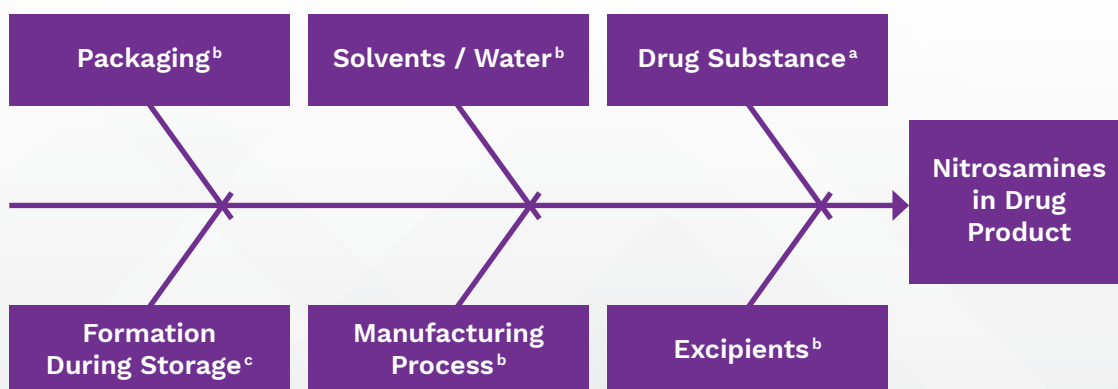 Packaging ᵇ
Solvents / Water ᵇ
Drug Substance ᵃ
Nitrosamines
in Drug
Product
Formation
During Storage ᶜ
Manufacturing
Process ᵇ
Excipients ᵇ